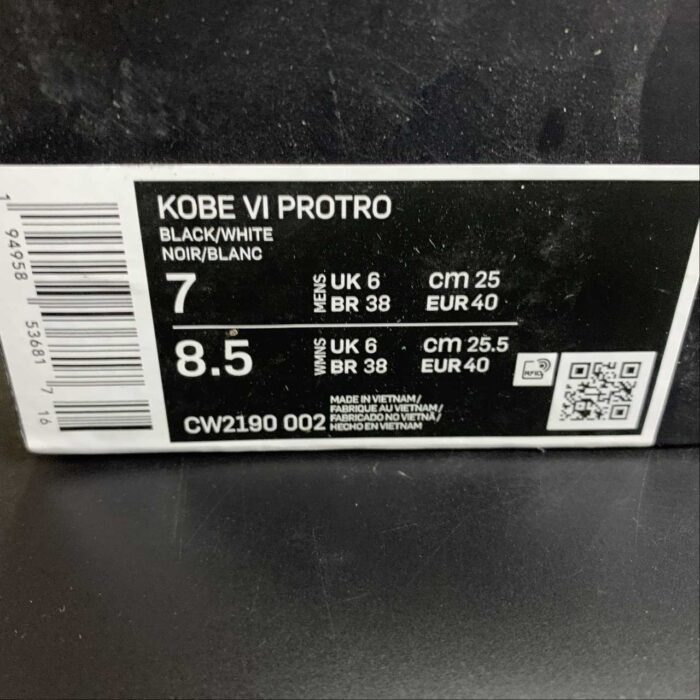 KOBE VI PROTRO
BLACK/WHITE
NOIR/BLANC
7 MENS UK 6 cm 25
BR 38 EUR 40
8.5 WMNS UK 6 cm 25.5
BR 38 EUR 40
RFID
CW2190 002
MADE IN VIETNAM/
FABRIQUE AU VIETNAM/
FABRICADO NO VIETNÃ/
HECHO EN VIETNAM
1 94958 53681 7 16